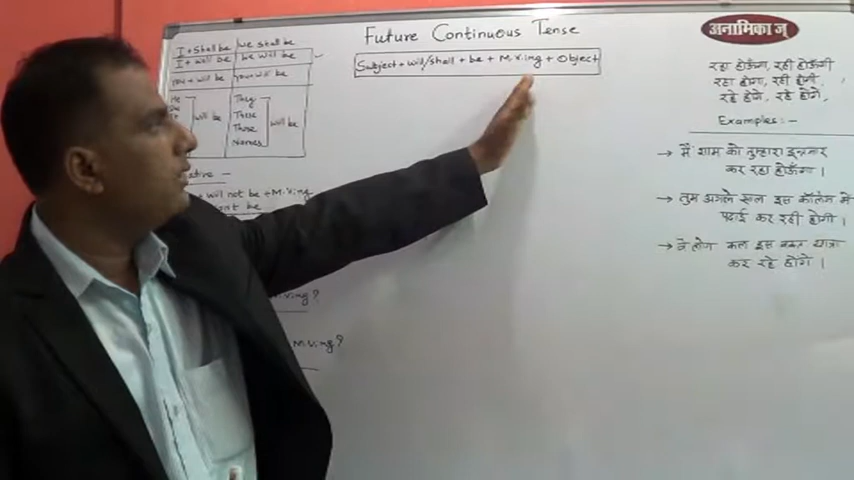 Future Continuous Tense
Subject + will/shall + be + M.V.ing + Object
I + shall be | we shall be
I + will be | we will be
You + will be | you will be
He
will be
They
These
Those
Names
will be
+ will not be + M.V.ing
M.V.ing?
M.V.ing?
अनामिका ज्
रहा होऊँगा, रही होऊँगी
रहा होगा, रही होगी,
रहे होगे, रहे होंगे,
Examples:-
→ मैं शाम को तुम्हारा इन्तजार
कर रहा होऊँगा ।
→ तुम अगले साल इस कॉलेज मे
पढ़ाई कर रही होगी ।
→ वे लोग कल इस वक्त यात्रा
कर रहे होंगे ।